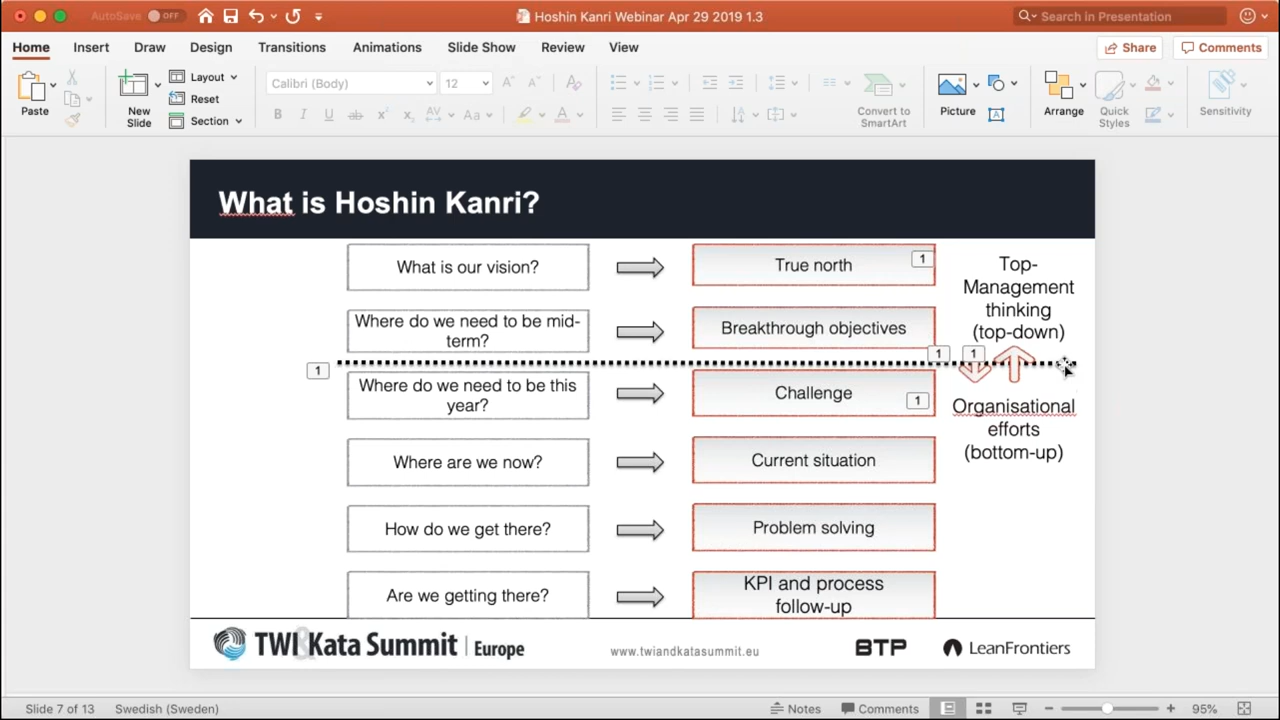 AutoSave OFF
Hoshin Kanri Webinar Apr 29 2019 1.3
Search in Presentation
Home Insert Draw Design Transitions Animations Slide Show Review View
Share Comments
Paste
New
Slide
Layout
Reset
Section
Calibri (Body) 12
B I U ab x² x₂ AV Aa A
Convert to
SmartArt
Picture
Arrange
Quick
Styles
Sensitivity
What is Hoshin Kanri?
What is our vision?
True north
1
Where do we need to be mid-
term?
Breakthrough objectives
Top-
Management
thinking
(top-down)
1 1
1
Where do we need to be this
year?
Challenge
1
Organisational
efforts
(bottom-up)
Where are we now?
Current situation
How do we get there?
Problem solving
Are we getting there?
KPI and process
follow-up
TWI & Kata Summit Europe
www.twiandkatasummit.eu
BTP
LeanFrontiers
Slide 7 of 13 Swedish (Sweden) Notes Comments 95%